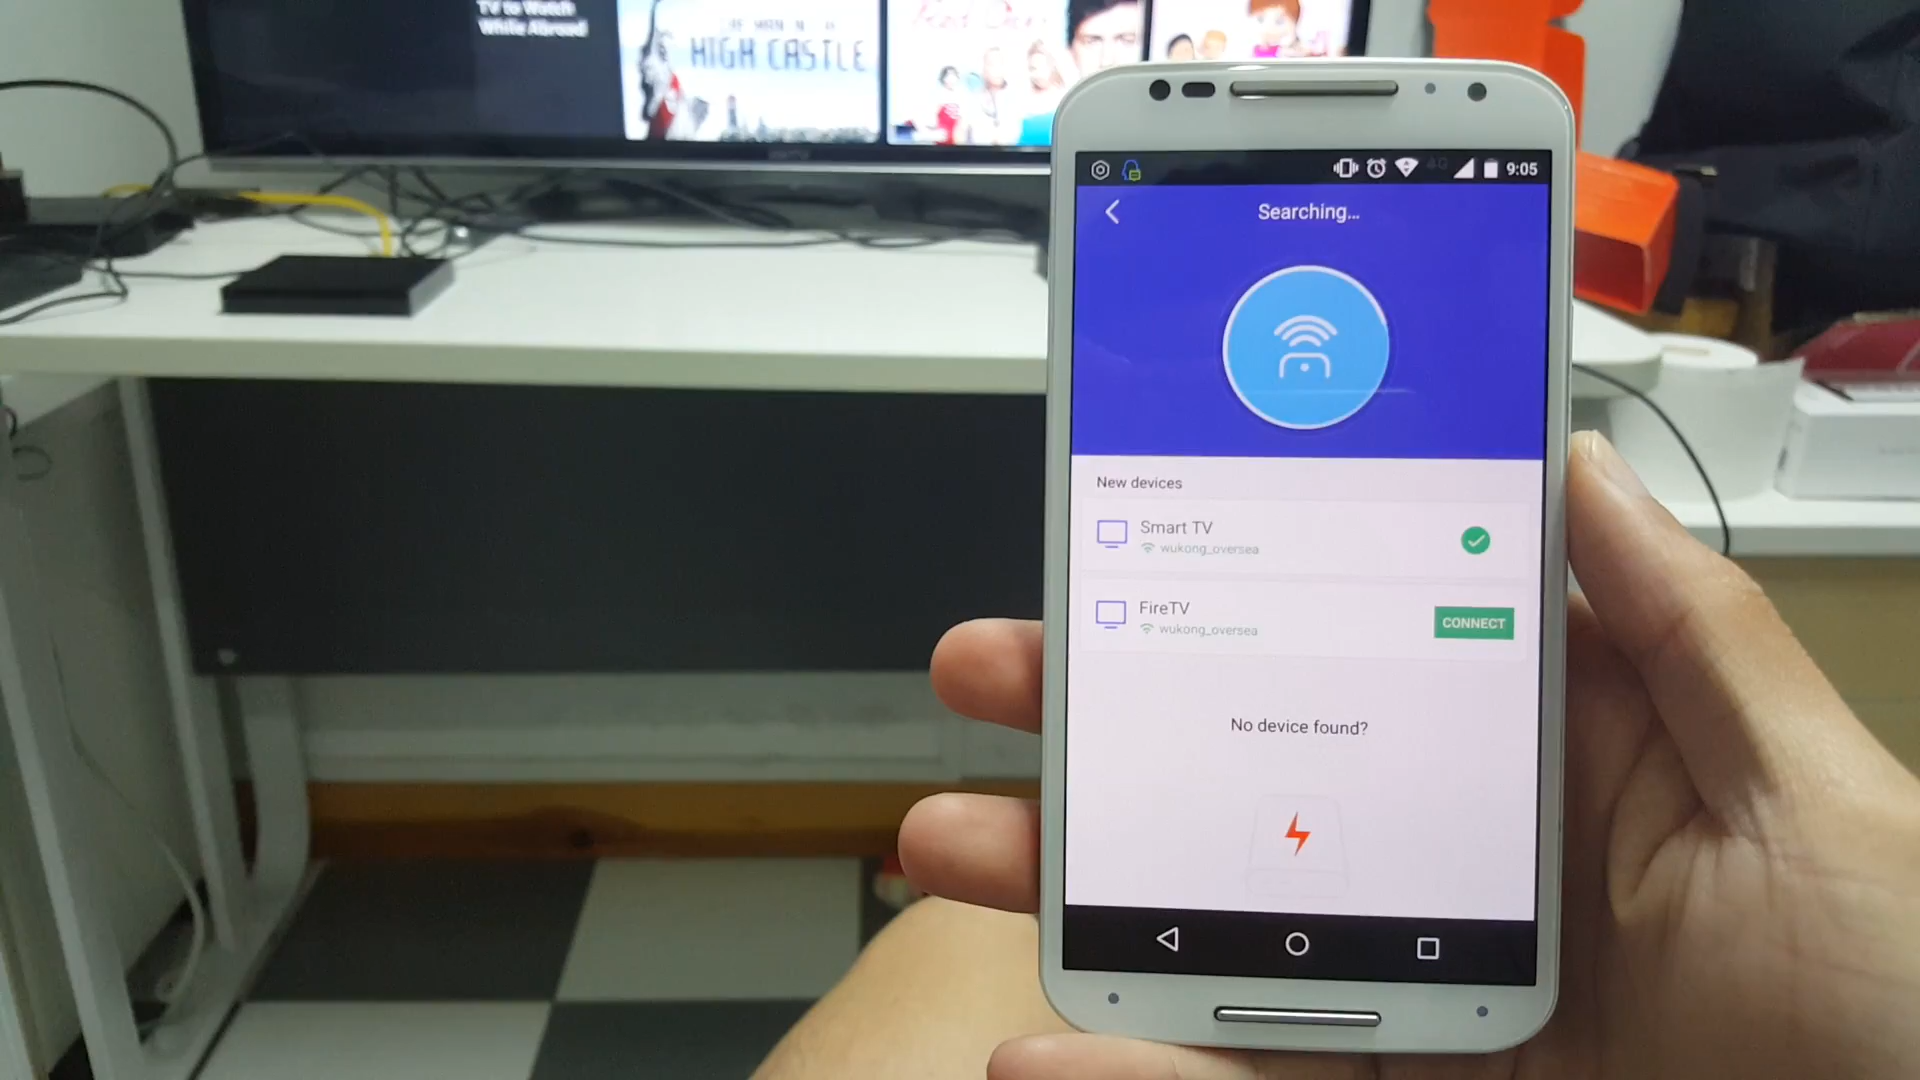 TV to Watch
While Abroad
HIGH CASTLE
9:05
Searching...
New devices
Smart TV
wukong_oversea
FireTV
wukong_oversea
CONNECT
No device found?